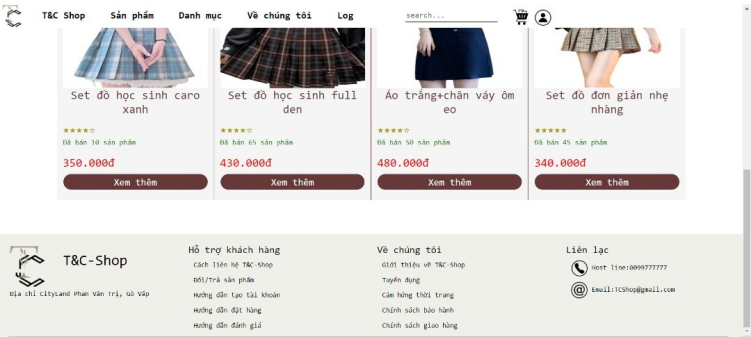 T&C Shop Sản phẩm Danh mục Về chúng tôi Log search...
Set đồ học sinh caro
xanh
★★★★☆
Đã bán 10 sản phẩm
350.000đ
Xem thêm
Set đồ học sinh full
đen
★★★★☆
Đã bán 65 sản phẩm
430.000đ
Xem thêm
Áo trắng+chân váy ôm
eo
★★★★☆
Đã bán 50 sản phẩm
480.000đ
Xem thêm
Set đồ đơn giản nhẹ
nhàng
★★★★★
Đã bán 45 sản phẩm
340.000đ
Xem thêm
T&C-Shop
Địa chỉ CityLand Phan Văn Trị, Gò Vấp
Hỗ trợ khách hàng
Cách liên hệ T&C-Shop
Đổi/Trả sản phẩm
Hướng dẫn tạo tài khoản
Hướng dẫn đặt hàng
Hướng dẫn đánh giá
Về chúng tôi
Giới thiệu về T&C-Shop
Tuyển dụng
Cảm hứng thời trang
Chính sách bảo hành
Chính sách giao hàng
Liên lạc
Host line:0099777777
Email:TCShop@gmail.com